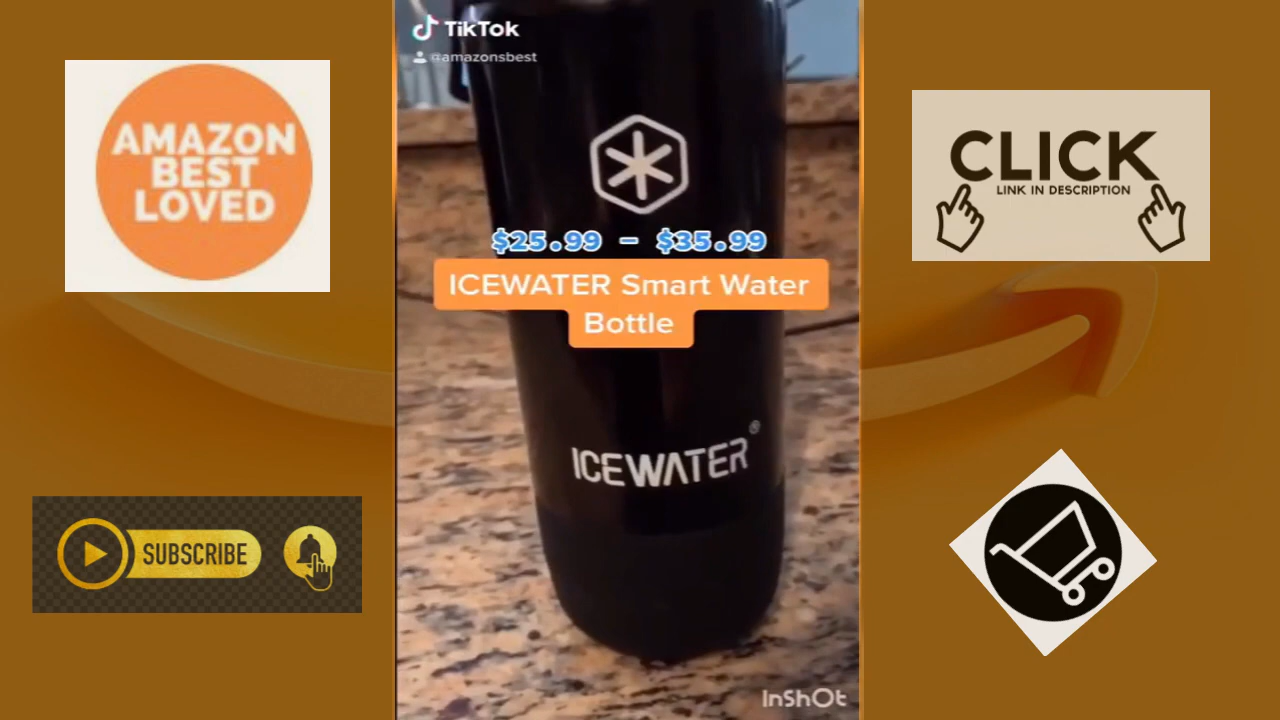 AMAZON
BEST
LOVED
SUBSCRIBE
TikTok
@amazonsbest
$25.99 - $35.99
ICEWATER Smart Water
Bottle
ICEWATER®
InShOt
CLICK
LINK IN DESCRIPTION